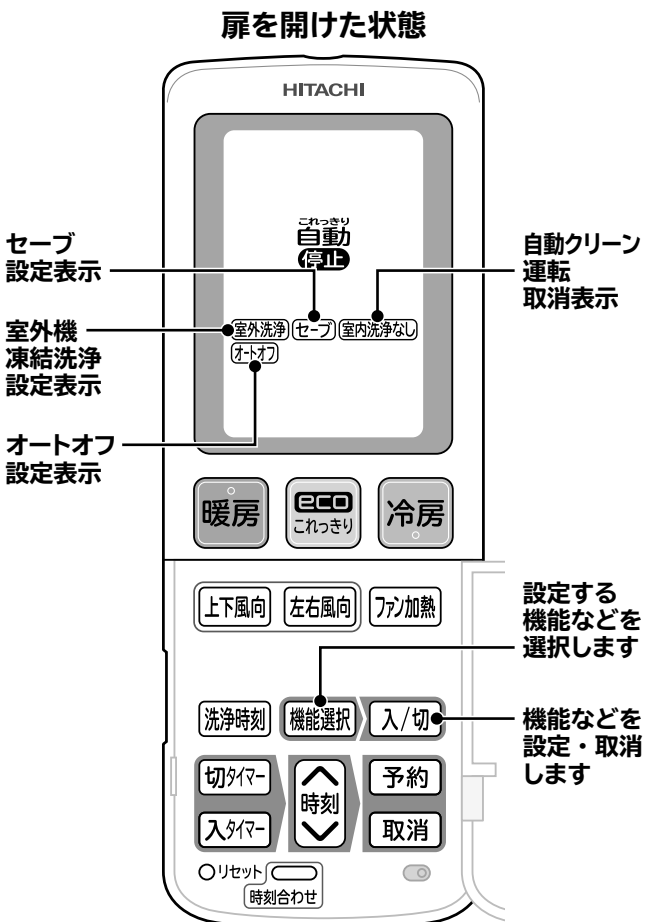 扉を開けた状態
HITACHI
これっきり
自動
停止
セーブ
設定表示
自動クリーン
運転
取消表示
室外機
凍結洗浄
設定表示
室外洗浄 セーブ 室内洗浄なし
オートオフ
オートオフ
設定表示
暖房 eco これっきり 冷房
上下風向 左右風向 ファン加熱
設定する
機能などを
選択します
洗浄時刻 機能選択 入/切
機能などを
設定・取消
します
切タイマー 時刻 予約
入タイマー 取消
リセット
時刻合わせ